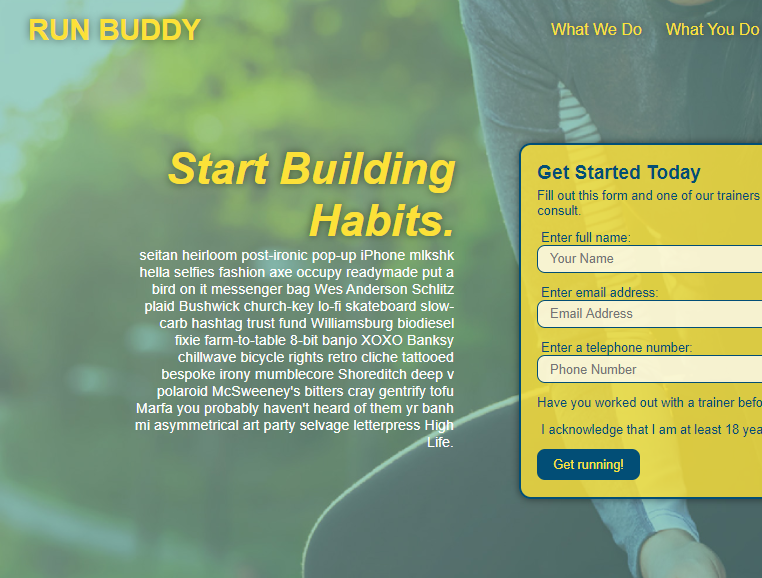 RUN BUDDY
What We Do What You Do
Start Building
Habits.
seitan heirloom post-ironic pop-up iPhone mlkshk
hella selfies fashion axe occupy readymade put a
bird on it messenger bag Wes Anderson Schlitz
plaid Bushwick church-key lo-fi skateboard slow-
carb hashtag trust fund Williamsburg biodiesel
fixie farm-to-table 8-bit banjo XOXO Banksy
chillwave bicycle rights retro cliche tattooed
bespoke irony mumblecore Shoreditch deep v
polaroid McSweeney's bitters cray gentrify tofu
Marfa you probably haven't heard of them yr banh
mi asymmetrical art party selvage letterpress High
Life.
Get Started Today
Fill out this form and one of our trainers
consult.
Enter full name:
Your Name
Enter email address:
Email Address
Enter a telephone number:
Phone Number
Have you worked out with a trainer befo
I acknowledge that I am at least 18 yea
Get running!